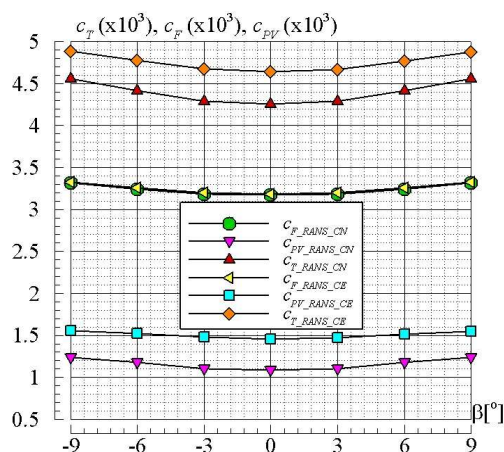 c_T (x10³), c_F (x10³), c_PV (x10³)
5
4.5
4
3.5
3
2.5
2
1.5
1
0.5
c_F_RANS_CN
c_PV_RANS_CN
c_T_RANS_CN
c_F_RANS_CE
c_PV_RANS_CE
c_T_RANS_CE
β[º]
-9 -6 -3 0 3 6 9